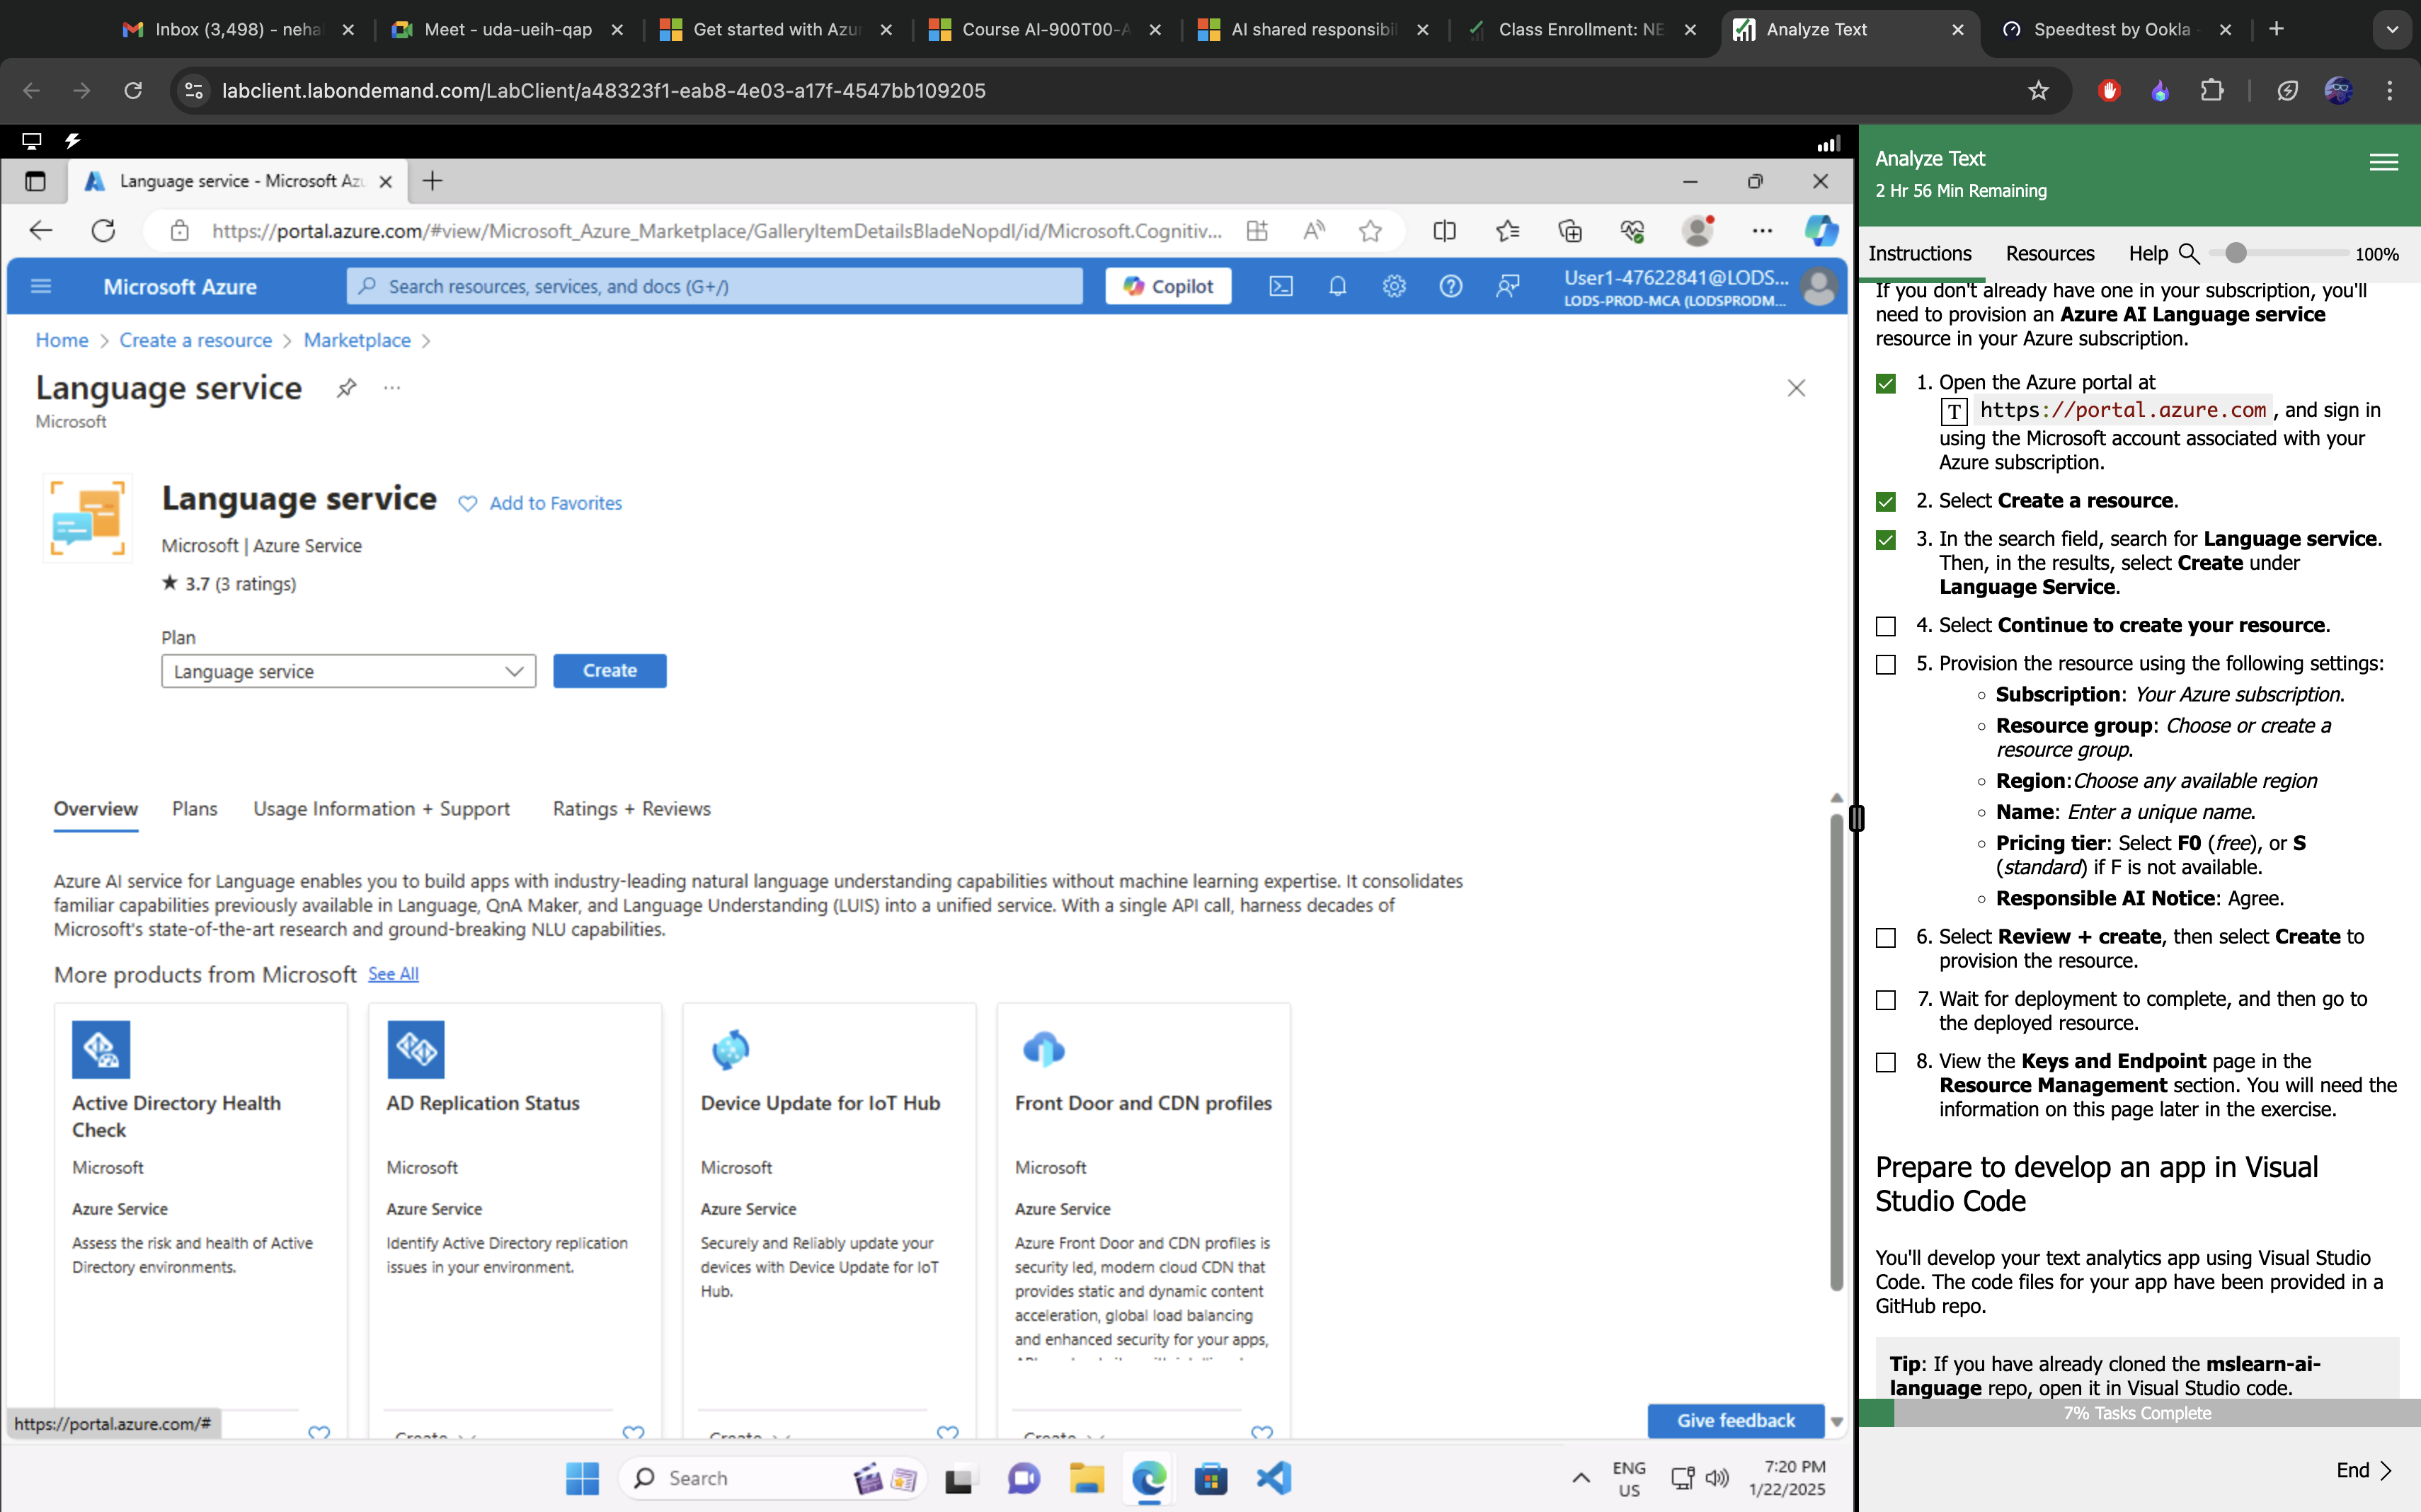 Inbox (3,498) - neha
Meet - uda-ueih-qap
Get started with Azur
Course AI-900T00-A
AI shared responsibil
Class Enrollment: NE
Analyze Text
Speedtest by Ookla -
labclient.labondemand.com/LabClient/a48323f1-eab8-4e03-a17f-4547bb109205
Language service - Microsoft Azu
https://portal.azure.com/#view/Microsoft_Azure_Marketplace/GalleryItemDetailsBladeNopdl/id/Microsoft.Cognitiv...
Microsoft Azure
Search resources, services, and docs (G+/)
Copilot
User1-47622841@LODS...
LODS-PROD-MCA (LODSPRODM...
Home > Create a resource > Marketplace >
Language service
...
Microsoft
Language service
Add to Favorites
Microsoft | Azure Service
★ 3.7 (3 ratings)
Plan
Language service
Create
Overview
Plans
Usage Information + Support
Ratings + Reviews
Azure AI service for Language enables you to build apps with industry-leading natural language understanding capabilities without machine learning expertise. It consolidates
familiar capabilities previously available in Language, QnA Maker, and Language Understanding (LUIS) into a unified service. With a single API call, harness decades of
Microsoft's state-of-the-art research and ground-breaking NLU capabilities.
More products from Microsoft See All
Active Directory Health
Check
Microsoft
Azure Service
Assess the risk and health of Active
Directory environments.
AD Replication Status
Microsoft
Azure Service
Identify Active Directory replication
issues in your environment.
Create
Device Update for IoT Hub
Microsoft
Azure Service
Securely and Reliably update your
devices with Device Update for IoT
Hub.
Create
Front Door and CDN profiles
Microsoft
Azure Service
Azure Front Door and CDN profiles is
security led, modern cloud CDN that
provides static and dynamic content
acceleration, global load balancing
and enhanced security for your apps,
Create
https://portal.azure.com/#
Give feedback
Search
ENG
US
7:20 PM
1/22/2025
Analyze Text
2 Hr 56 Min Remaining
Instructions
Resources
Help
100%
If you don't already have one in your subscription, you'll
need to provision an Azure AI Language service
resource in your Azure subscription.
1. Open the Azure portal at
T https://portal.azure.com, and sign in
using the Microsoft account associated with your
Azure subscription.
2. Select Create a resource.
3. In the search field, search for Language service.
Then, in the results, select Create under
Language Service.
4. Select Continue to create your resource.
5. Provision the resource using the following settings:
Subscription: Your Azure subscription.
Resource group: Choose or create a
resource group.
Region:Choose any available region
Name: Enter a unique name.
Pricing tier: Select F0 (free), or S
(standard) if F is not available.
Responsible AI Notice: Agree.
6. Select Review + create, then select Create to
provision the resource.
7. Wait for deployment to complete, and then go to
the deployed resource.
8. View the Keys and Endpoint page in the
Resource Management section. You will need the
information on this page later in the exercise.
Prepare to develop an app in Visual
Studio Code
You'll develop your text analytics app using Visual Studio
Code. The code files for your app have been provided in a
GitHub repo.
Tip: If you have already cloned the mslearn-ai-
language repo, open it in Visual Studio code.
7% Tasks Complete
End